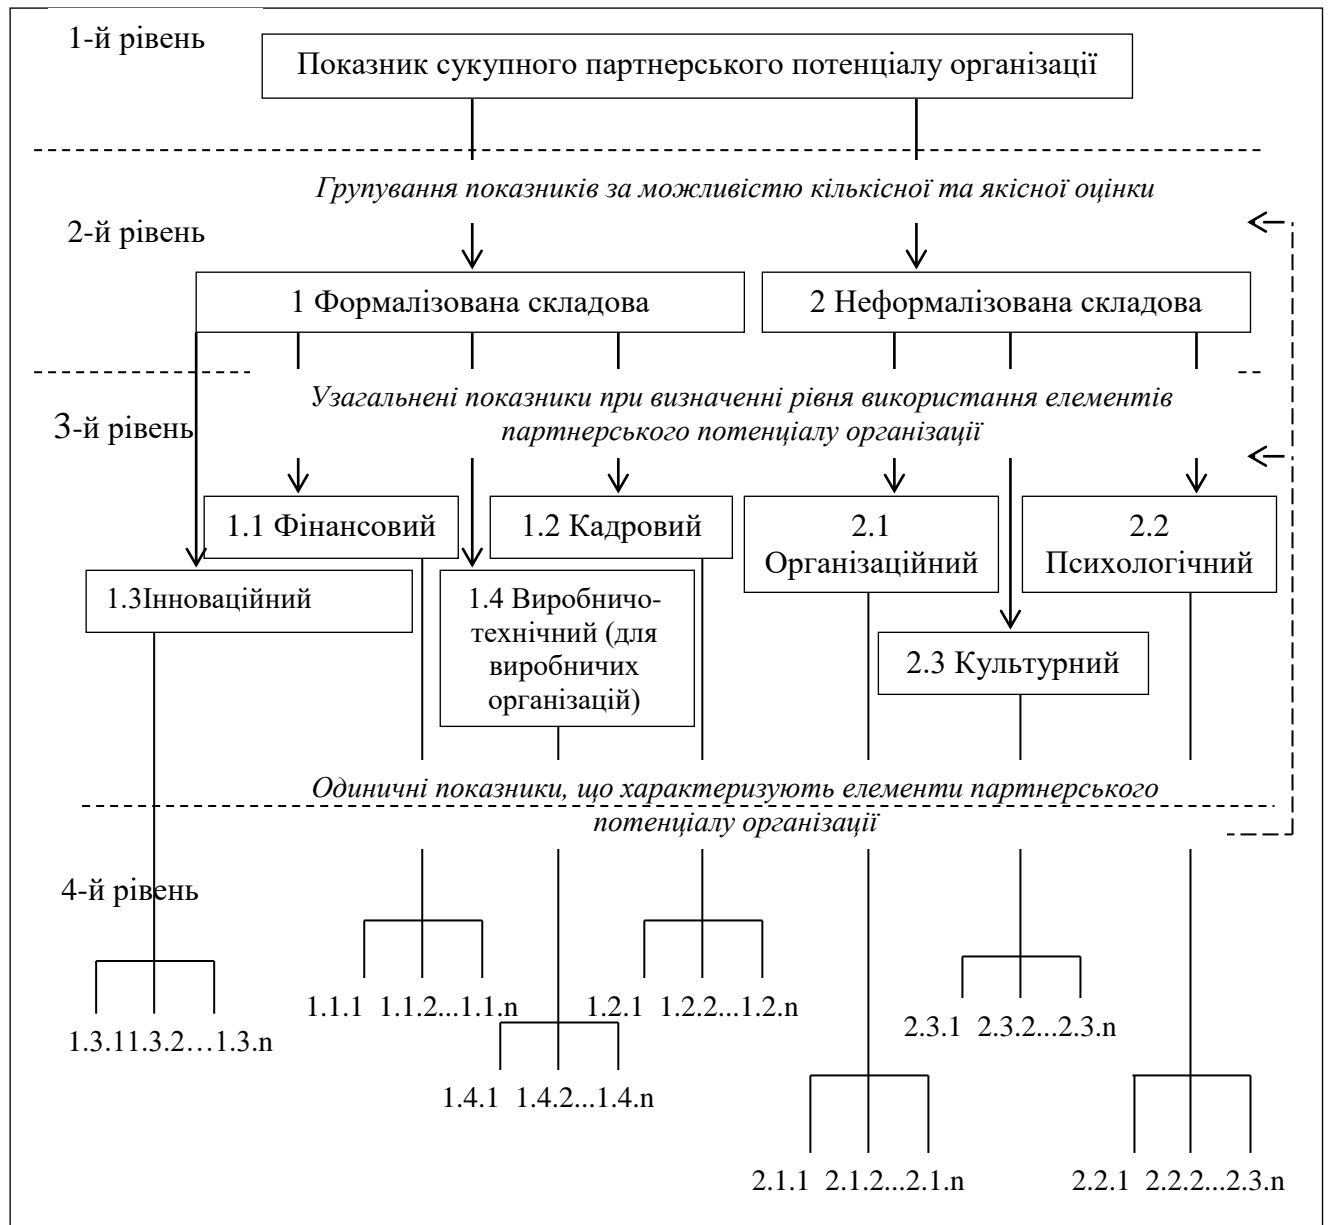 1-й рівень
Показник сукупного партнерського потенціалу організації
Групування показників за можливістю кількісної та якісної оцінки
2-й рівень
1 Формалізована складова
2 Неформалізована складова
Узагальнені показники при визначенні рівня використання елементів
партнерського потенціалу організації
3-й рівень
1.1 Фінансовий
1.2 Кадровий
2.1
Організаційний
2.2
Психологічний
1.3Інноваційний
1.4 Виробничо-
технічний (для
виробничих
організацій)
2.3 Культурний
Одиничні показники, що характеризують елементи партнерського
потенціалу організації
4-й рівень
1.1.1 1.1.2...1.1.n
1.2.1 1.2.2...1.2.n
2.3.1 2.3.2...2.3.n
1.3.11.3.2…1.3.n
1.4.1 1.4.2...1.4.n
2.1.1 2.1.2...2.1.n
2.2.1 2.2.2...2.3.n